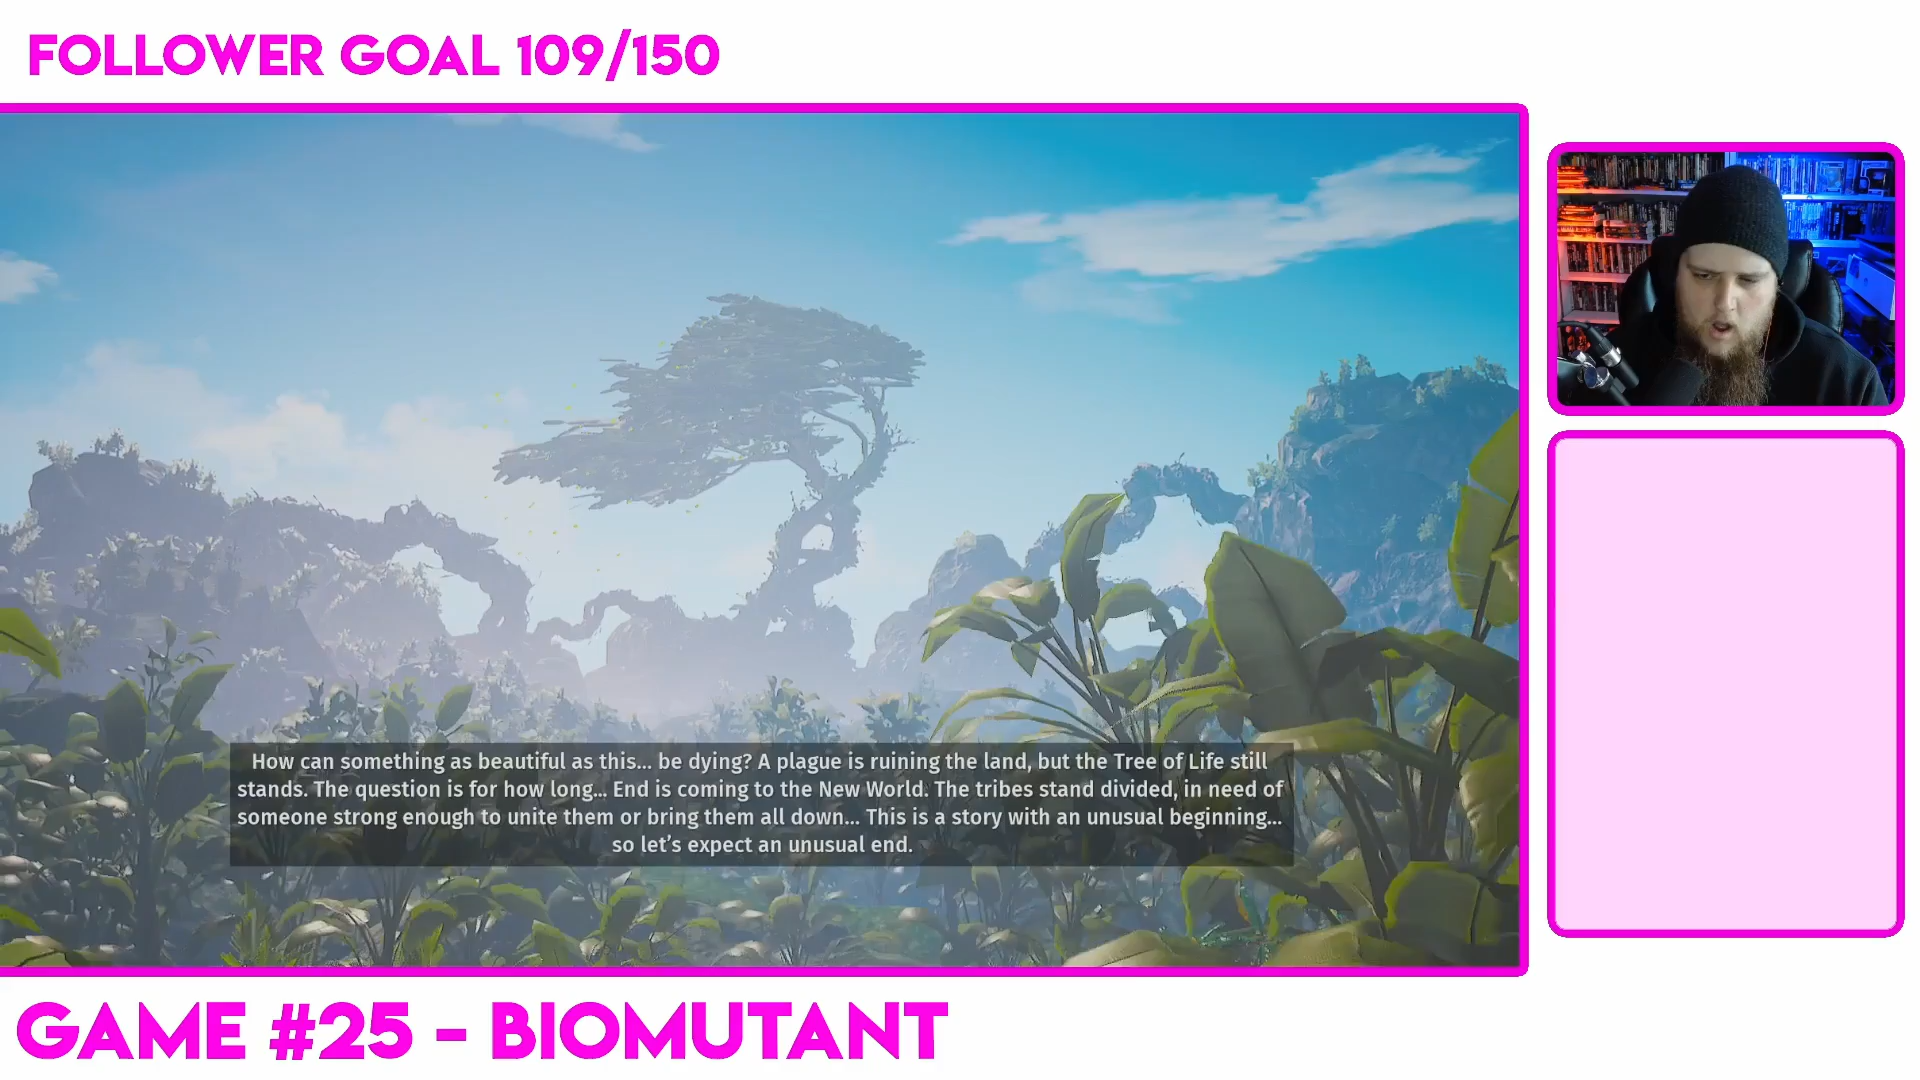 FOLLOWER GOAL 109/150
How can something as beautiful as this... be dying? A plague is ruining the land, but the Tree of Life still
stands. The question is for how long... End is coming to the New World. The tribes stand divided, in need of
someone strong enough to unite them or bring them all down... This is a story with an unusual beginning...
so let’s expect an unusual end.
GAME #25 - BIOMUTANT